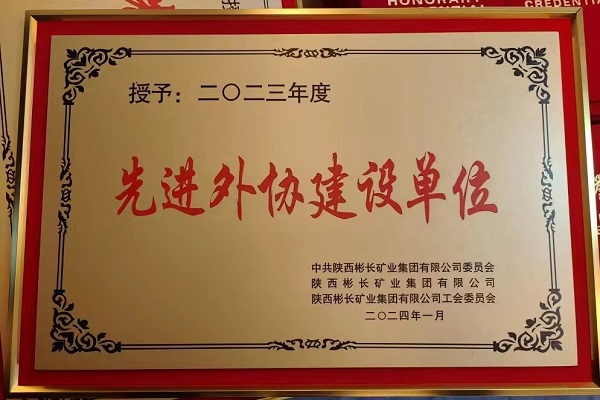 HONORARY
CREDENTIAL
授予：二〇二三年度
先进外协建设单位
中共陕西彬长矿业集团有限公司委员会
陕西彬长矿业集团有限公司
陕西彬长矿业集团有限公司工会委员会
二〇二四年一月